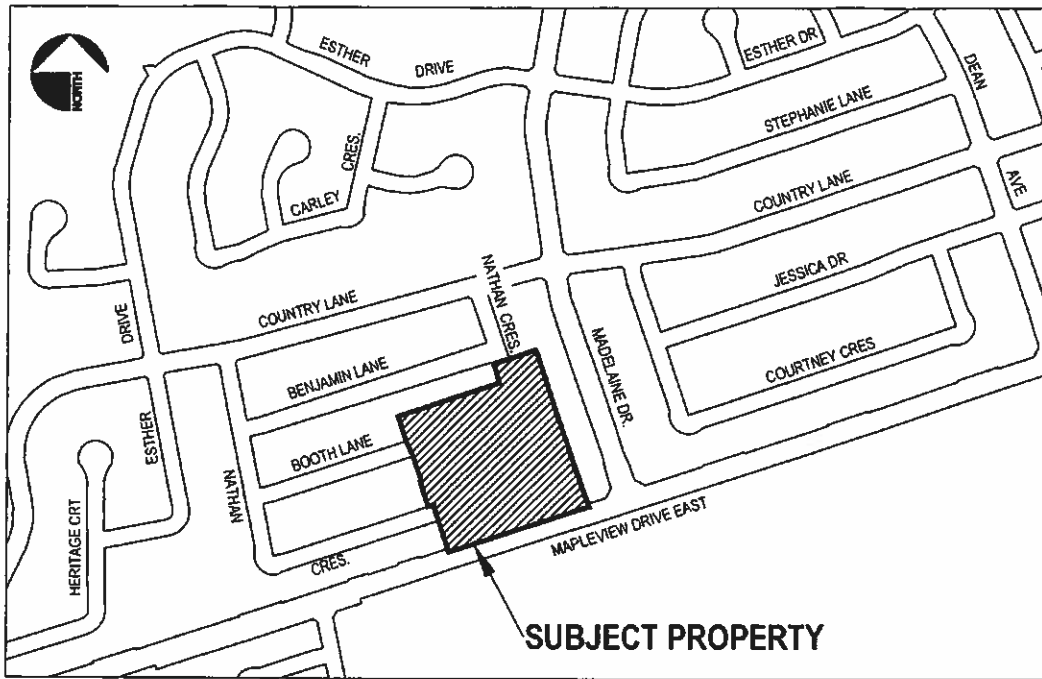 NORTH
ESTHER
DRIVE
ESTHER DR
DEAN
AVE
STEPHANIE LANE
CARLEY
CRES.
COUNTRY LANE
JESSICA DR
NATHAN CRES.
COUNTRY LANE
DRIVE
ESTHER
MADELAINE DR.
BENJAMIN LANE
COURTNEY CRES
BOOTH LANE
HERITAGE CRT
NATHAN
CRES.
MAPLEVIEW DRIVE EAST
SUBJECT PROPERTY